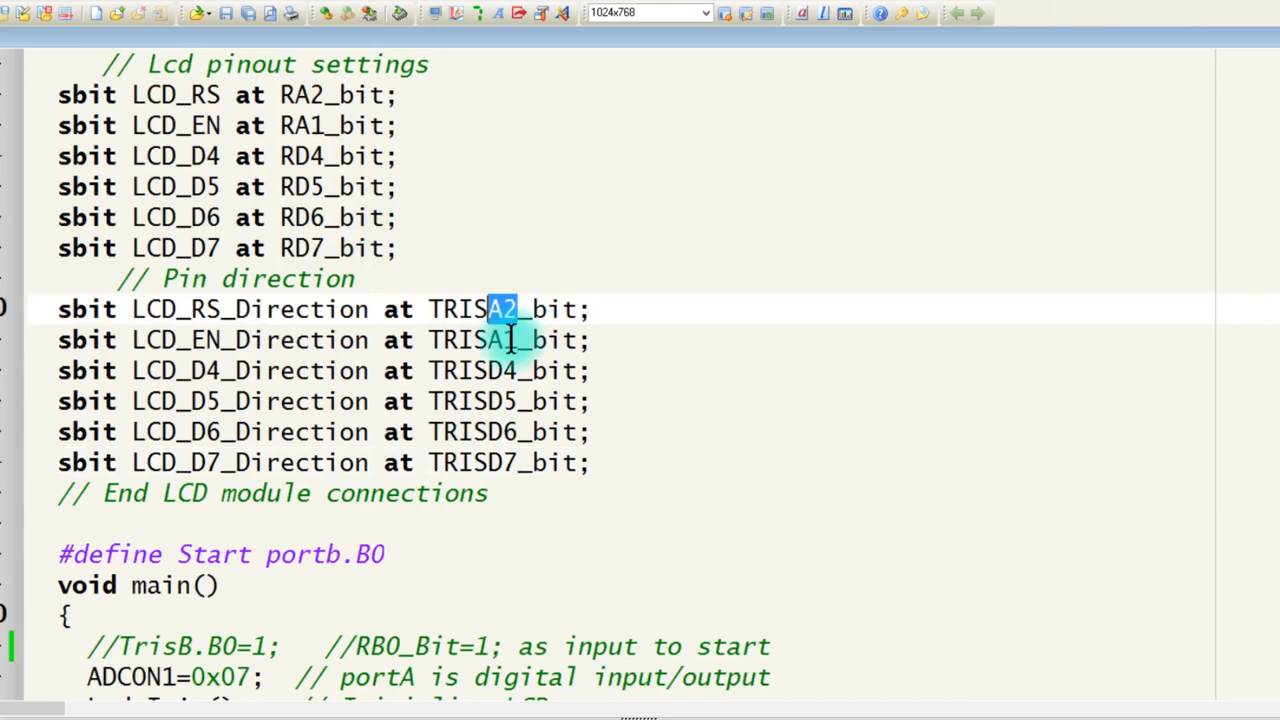 1024x768
// Lcd pinout settings
sbit LCD_RS at RA2_bit;
sbit LCD_EN at RA1_bit;
sbit LCD_D4 at RD4_bit;
sbit LCD_D5 at RD5_bit;
sbit LCD_D6 at RD6_bit;
sbit LCD_D7 at RD7_bit;
// Pin direction
sbit LCD_RS_Direction at TRISA2_bit;
sbit LCD_EN_Direction at TRISA1_bit;
sbit LCD_D4_Direction at TRISD4_bit;
sbit LCD_D5_Direction at TRISD5_bit;
sbit LCD_D6_Direction at TRISD6_bit;
sbit LCD_D7_Direction at TRISD7_bit;
// End LCD module connections
#define Start portb.B0
void main()
{
//TrisB.B0=1; //RB0_Bit=1; as input to start
ADCON1=0x07; // portA is digital input/output